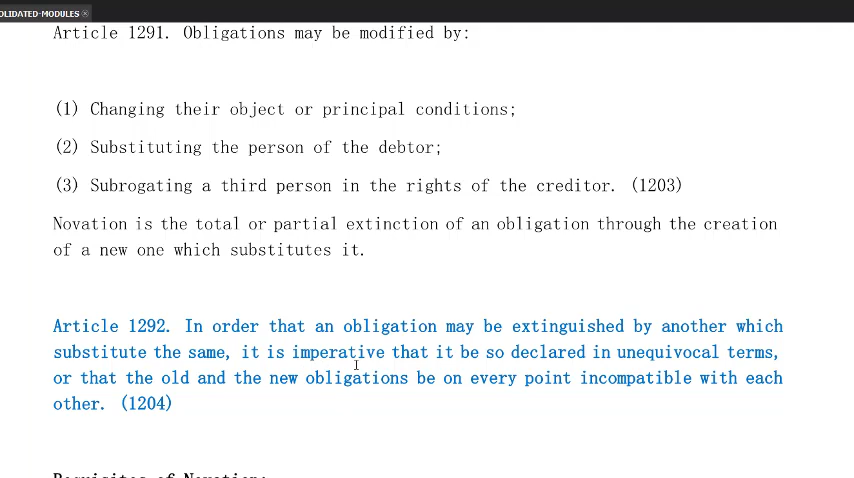 OLIDATED-MODULES
Article 1291. Obligations may be modified by:
(1) Changing their object or principal conditions;
(2) Substituting the person of the debtor;
(3) Subrogating a third person in the rights of the creditor. (1203)
Novation is the total or partial extinction of an obligation through the creation
of a new one which substitutes it.
Article 1292. In order that an obligation may be extinguished by another which
substitute the same, it is imperative that it be so declared in unequivocal terms,
or that the old and the new obligations be on every point incompatible with each
other. (1204)
Requisites of Novation: